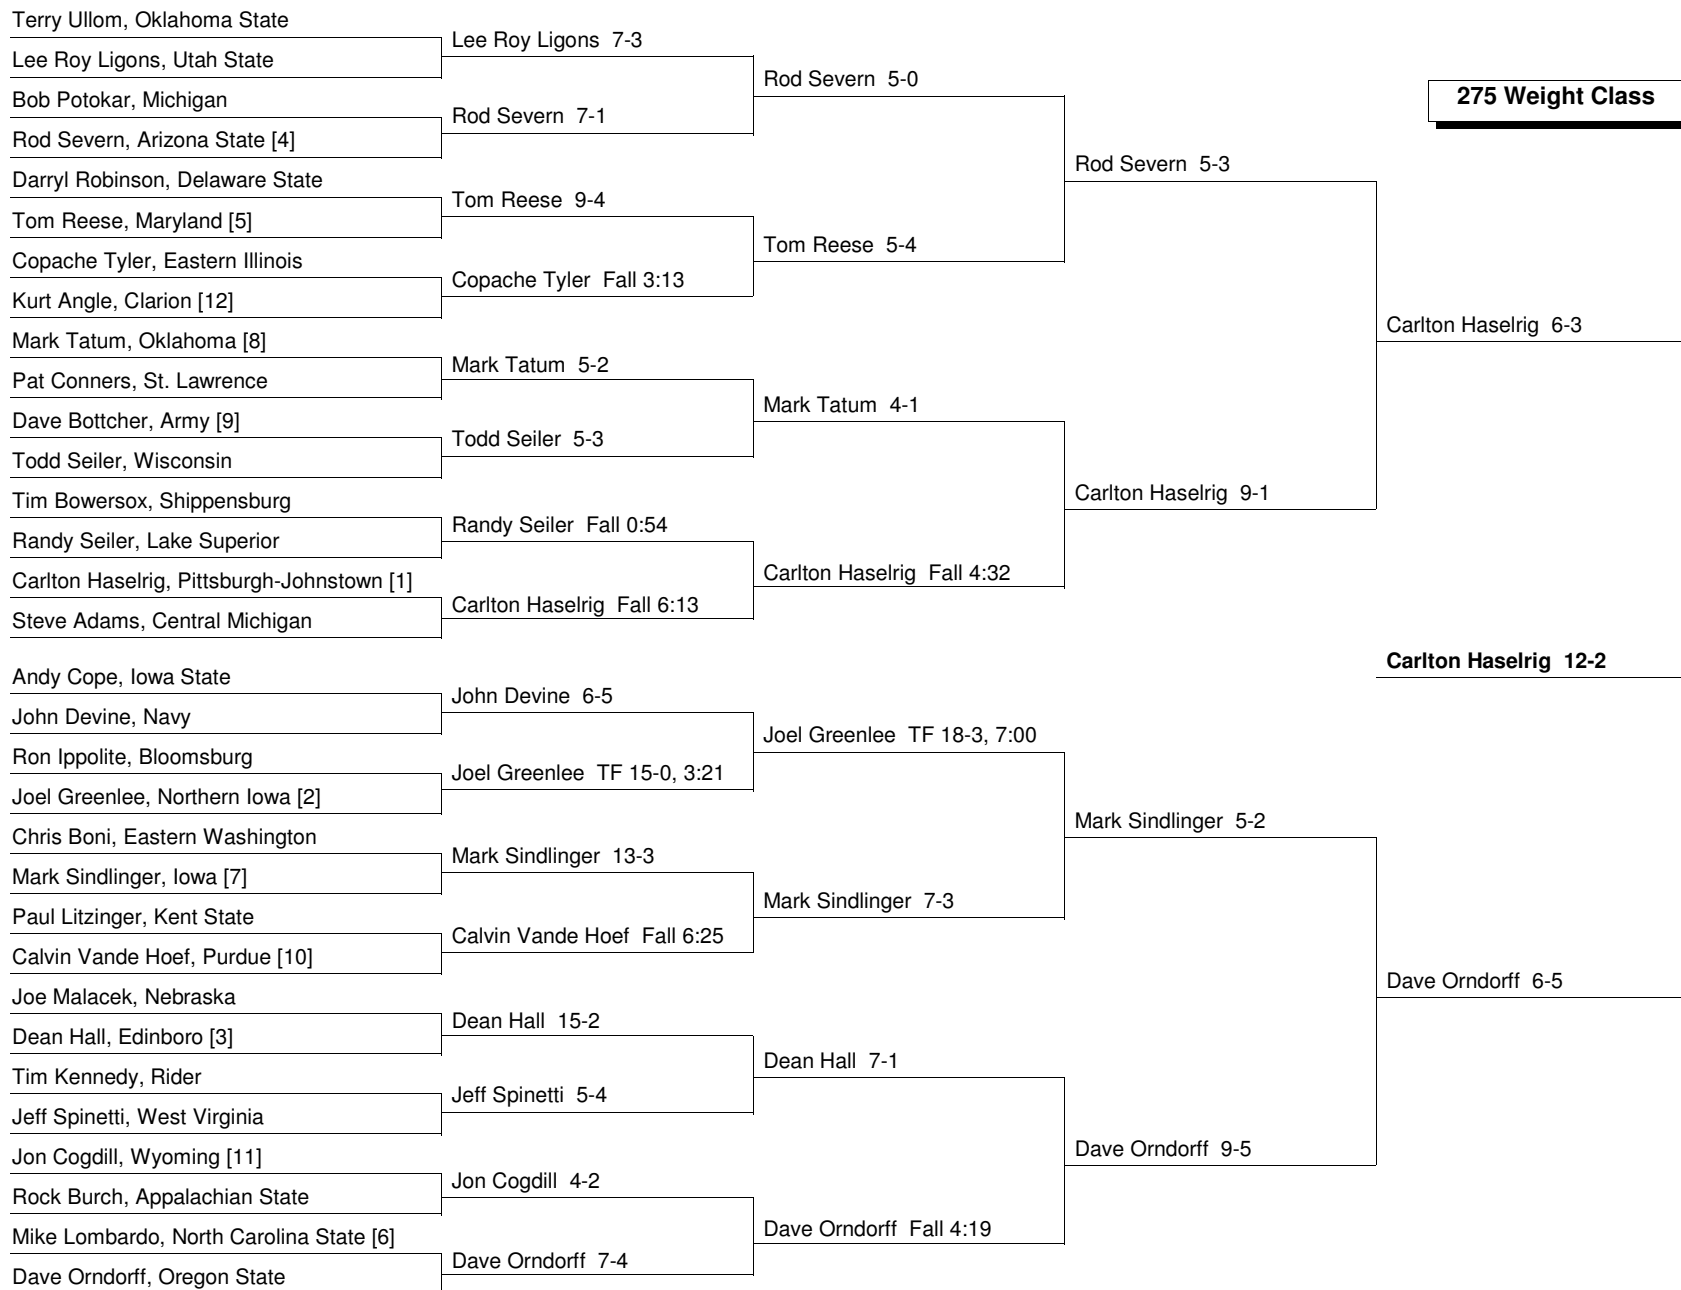 Terry Ullom, Oklahoma State
Lee Roy Ligons, Utah State
Bob Potokar, Michigan
Rod Severn, Arizona State [4]
Darryl Robinson, Delaware State
Tom Reese, Maryland [5]
Copache Tyler, Eastern Illinois
Kurt Angle, Clarion [12]
Mark Tatum, Oklahoma [8]
Pat Conners, St. Lawrence
Dave Bottcher, Army [9]
Todd Seiler, Wisconsin
Tim Bowersox, Shippensburg
Randy Seiler, Lake Superior
Carlton Haselrig, Pittsburgh-Johnstown [1]
Steve Adams, Central Michigan
Andy Cope, Iowa State
John Devine, Navy
Ron Ippolite, Bloomsburg
Joel Greenlee, Northern Iowa [2]
Chris Boni, Eastern Washington
Mark Sindlinger, Iowa [7]
Paul Litzinger, Kent State
Calvin Vande Hoef, Purdue [10]
Joe Malacek, Nebraska
Dean Hall, Edinboro [3]
Tim Kennedy, Rider
Jeff Spinetti, West Virginia
Jon Cogdill, Wyoming [11]
Rock Burch, Appalachian State
Mike Lombardo, North Carolina State [6]
Dave Orndorff, Oregon State
Lee Roy Ligons 7-3
Rod Severn 7-1
Tom Reese 9-4
Copache Tyler Fall 3:13
Mark Tatum 5-2
Todd Seiler 5-3
Randy Seiler Fall 0:54
Carlton Haselrig Fall 6:13
John Devine 6-5
Joel Greenlee TF 15-0, 3:21
Mark Sindlinger 13-3
Calvin Vande Hoef Fall 6:25
Dean Hall 15-2
Jeff Spinetti 5-4
Jon Cogdill 4-2
Dave Orndorff 7-4
Rod Severn 5-0
Tom Reese 5-4
Mark Tatum 4-1
Carlton Haselrig Fall 4:32
Joel Greenlee TF 18-3, 7:00
Mark Sindlinger 7-3
Dean Hall 7-1
Dave Orndorff Fall 4:19
Rod Severn 5-3
Carlton Haselrig 9-1
Mark Sindlinger 5-2
Dave Orndorff 9-5
275 Weight Class
Carlton Haselrig 6-3
Carlton Haselrig 12-2
Dave Orndorff 6-5